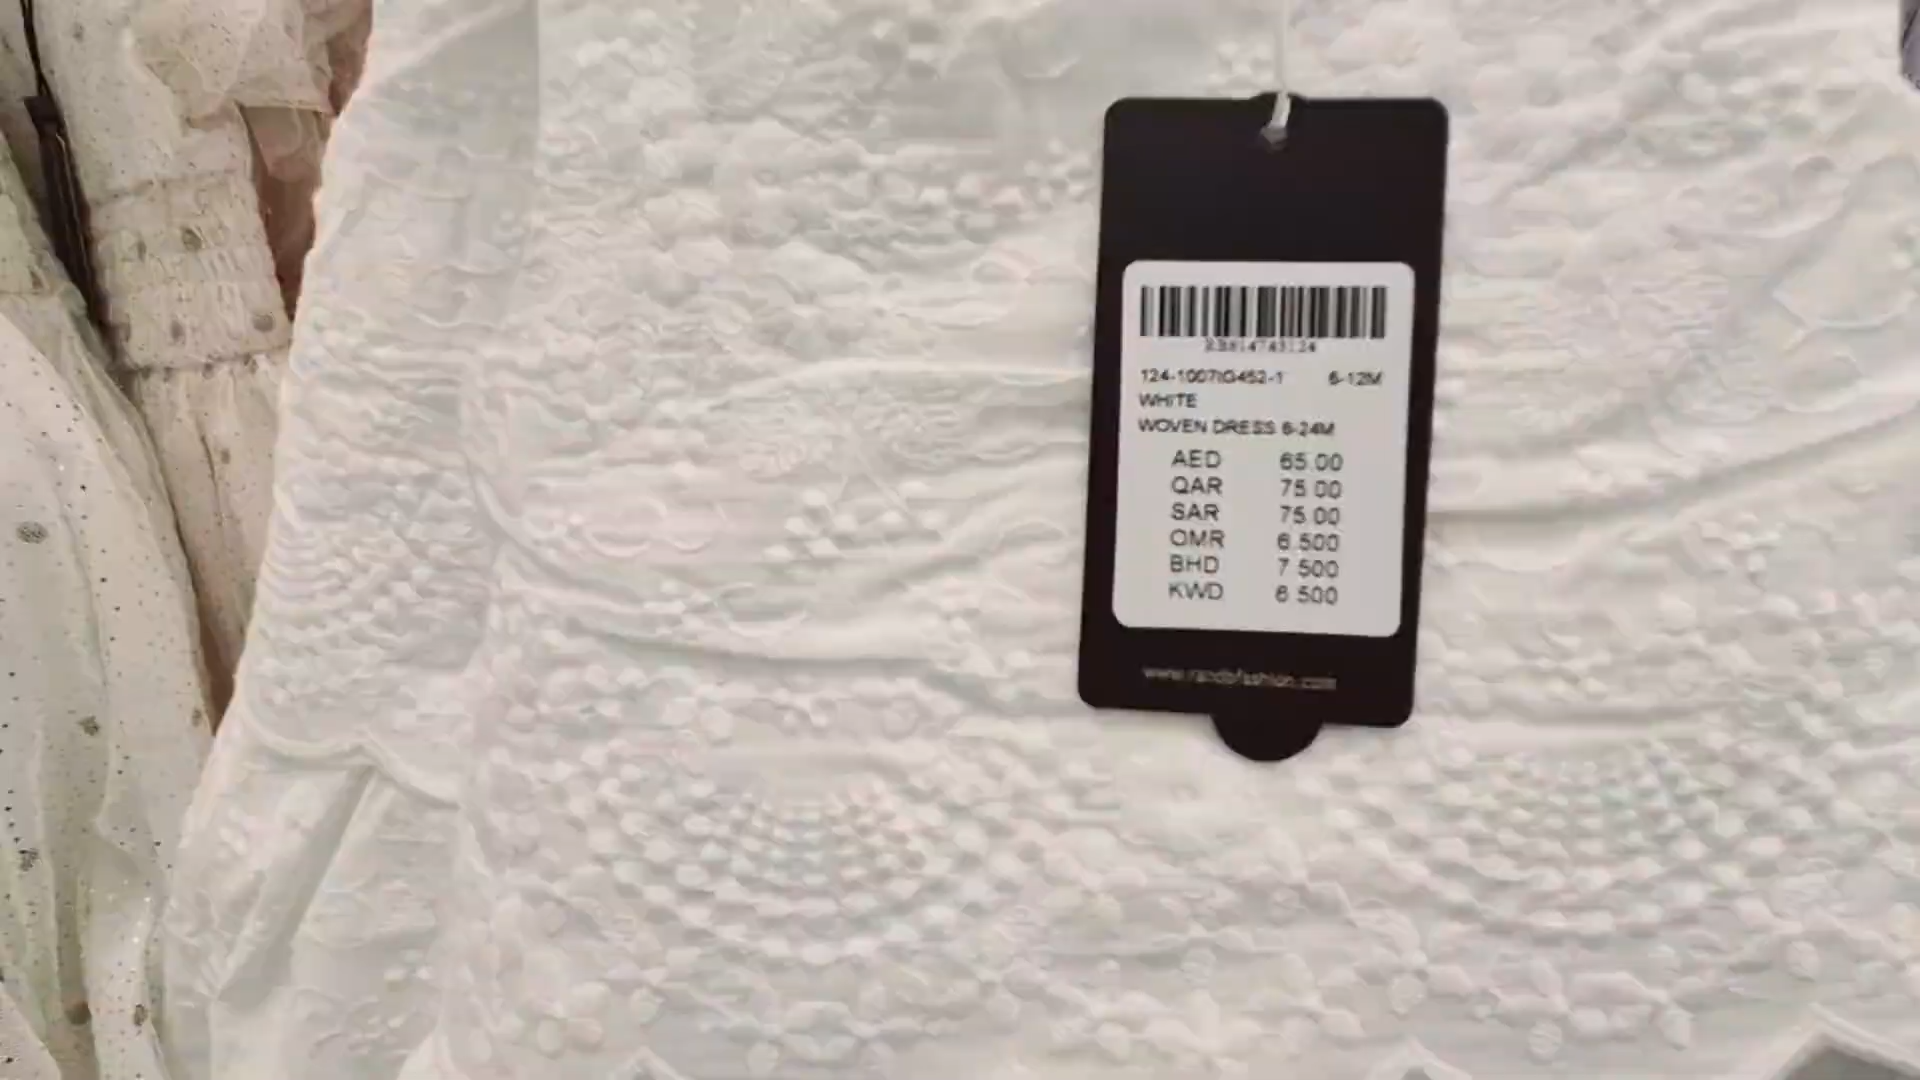 124-1007IG452-1 6-12M
WHITE
WOVEN DRESS 6-24M
AED 65.00
QAR 75.00
SAR 75.00
OMR 6.500
BHD 7.500
KWD 6.500
www.randbfashion.com